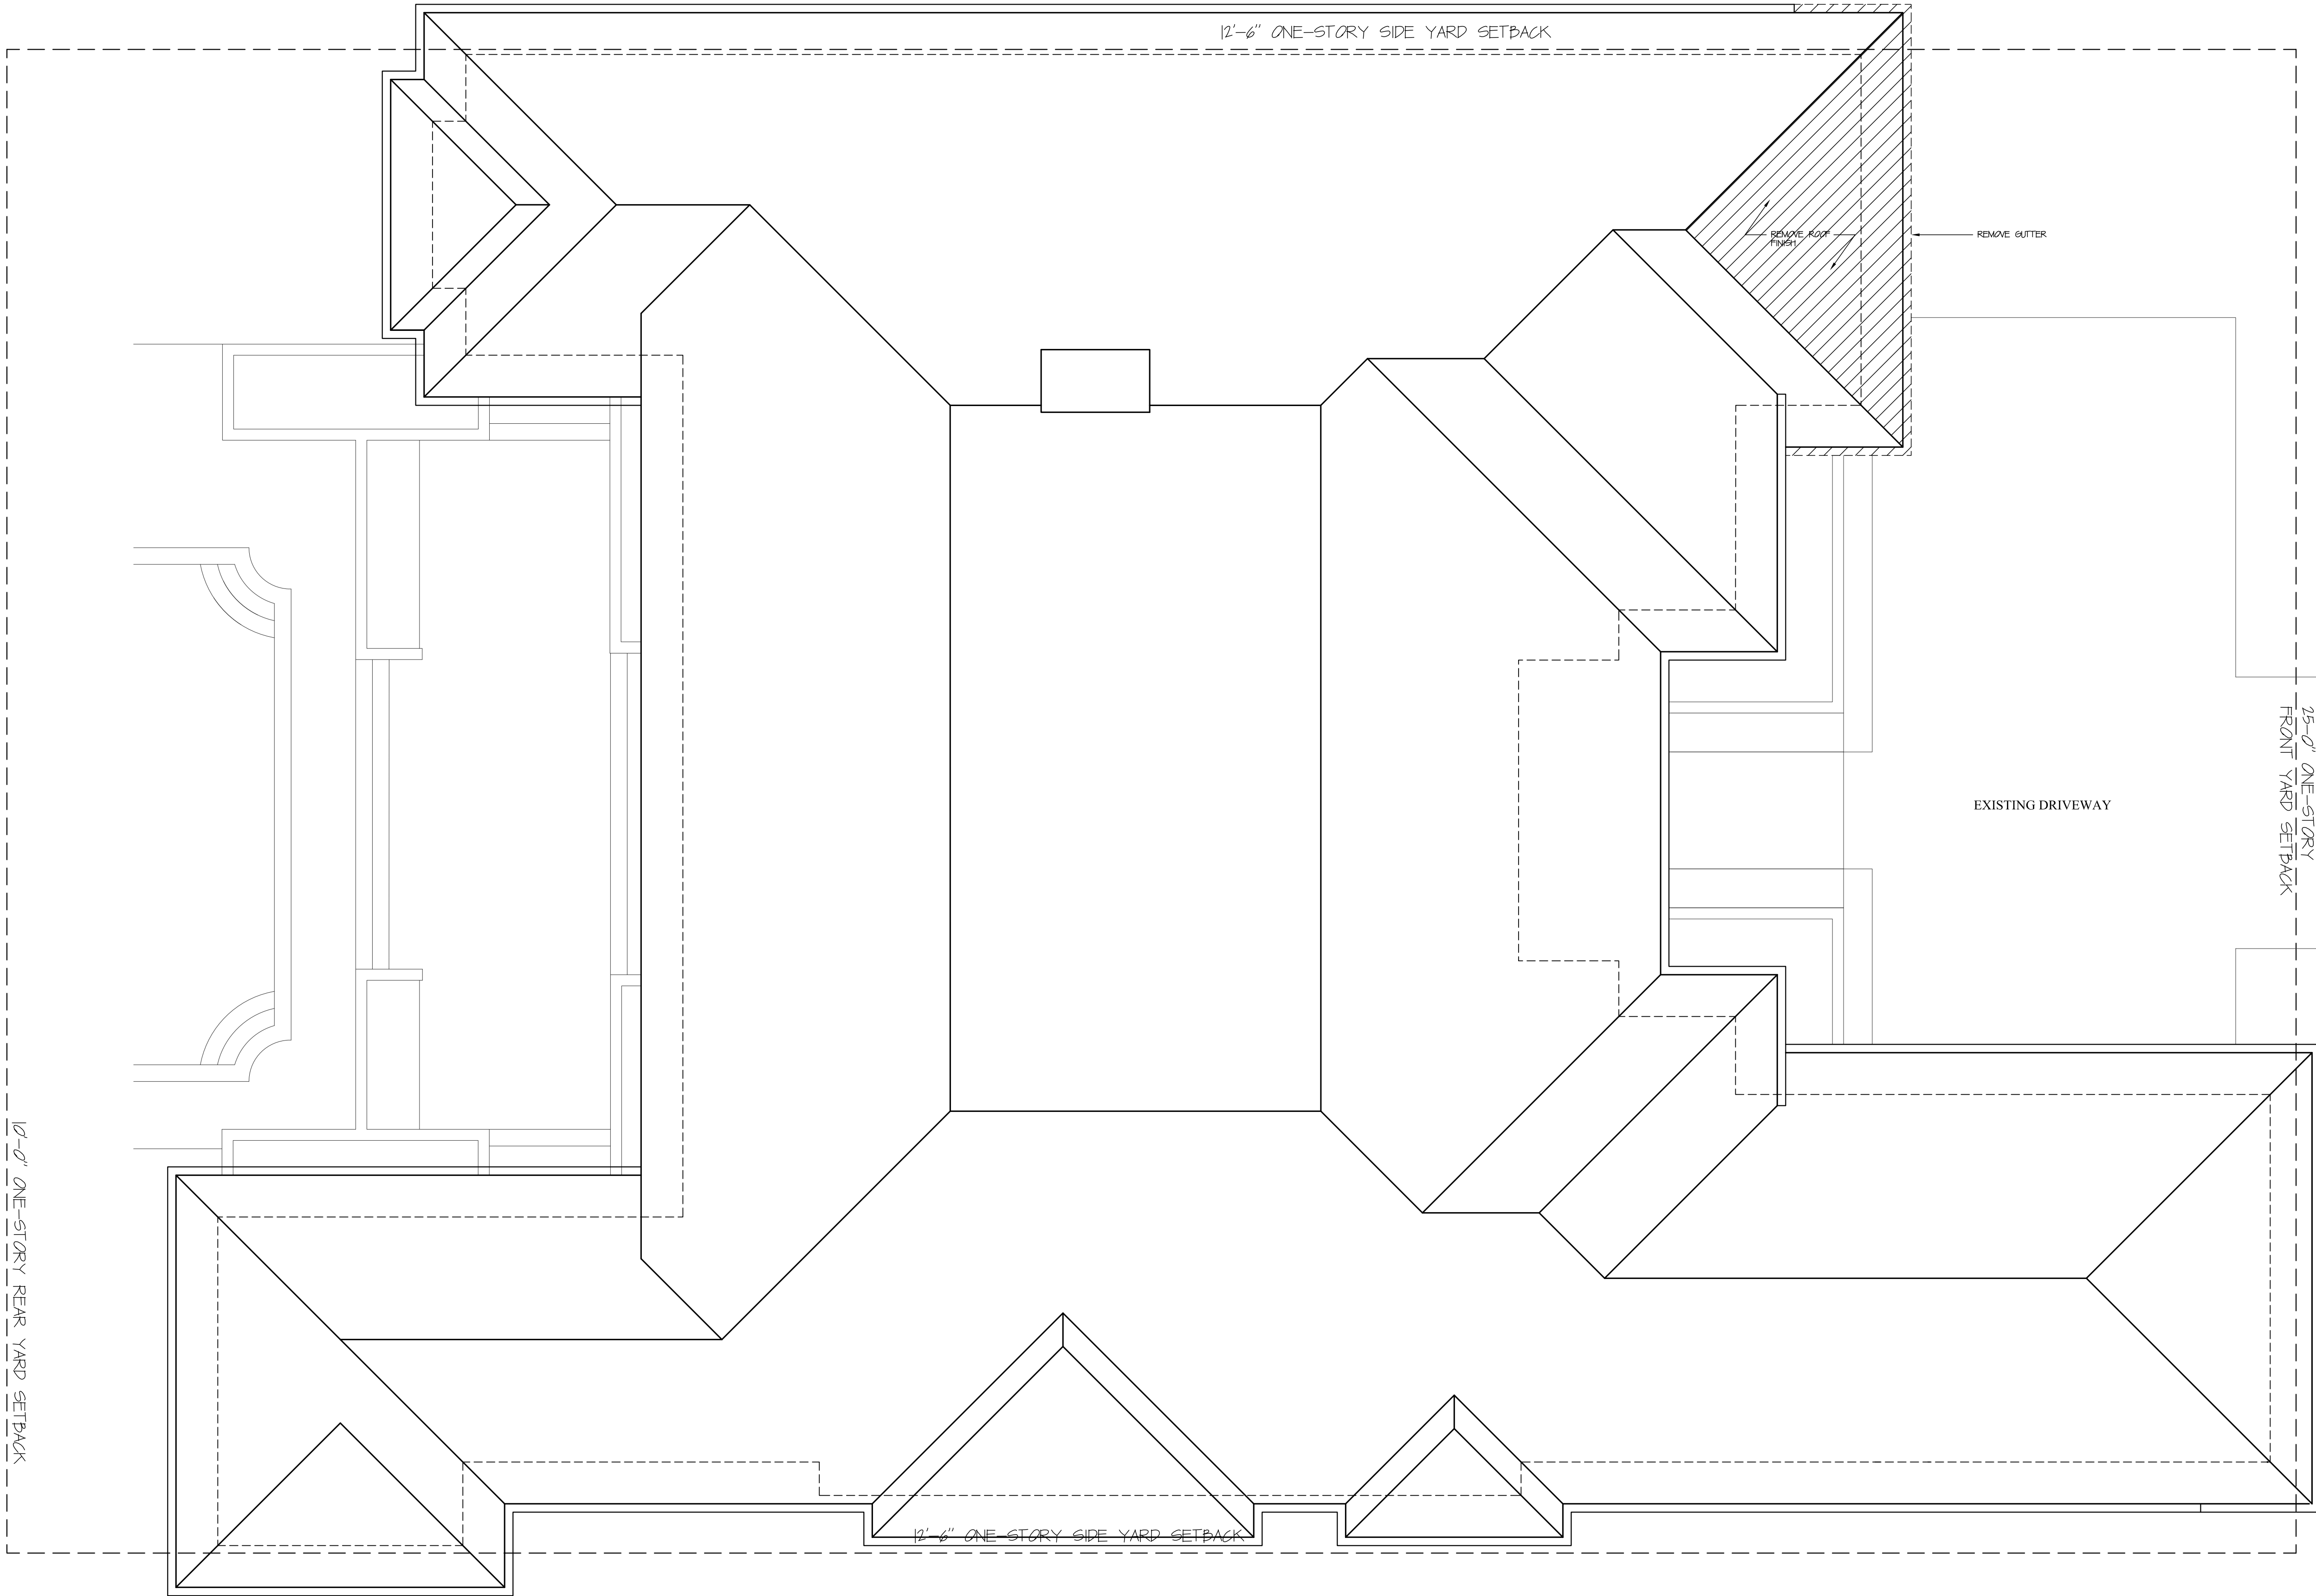 12'-6" ONE-STORY SIDE YARD SETBACK
REMOVE ROOF
FINISH
REMOVE GUTTER
25'-0" ONE-STORY
FRONT YARD SETBACK
EXISTING DRIVEWAY
10'-0" ONE-STORY REAR YARD SETBACK
12'-6" ONE-STORY SIDE YARD SETBACK